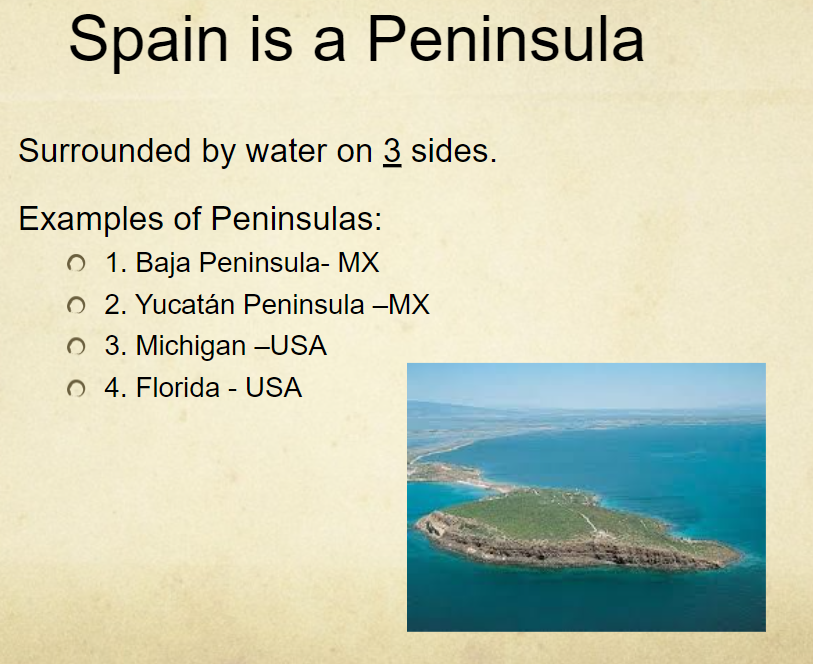 Spain is a Peninsula
Surrounded by water on 3 sides.
Examples of Peninsulas:
1. Baja Peninsula- MX
2. Yucatán Peninsula –MX
3. Michigan –USA
4. Florida - USA